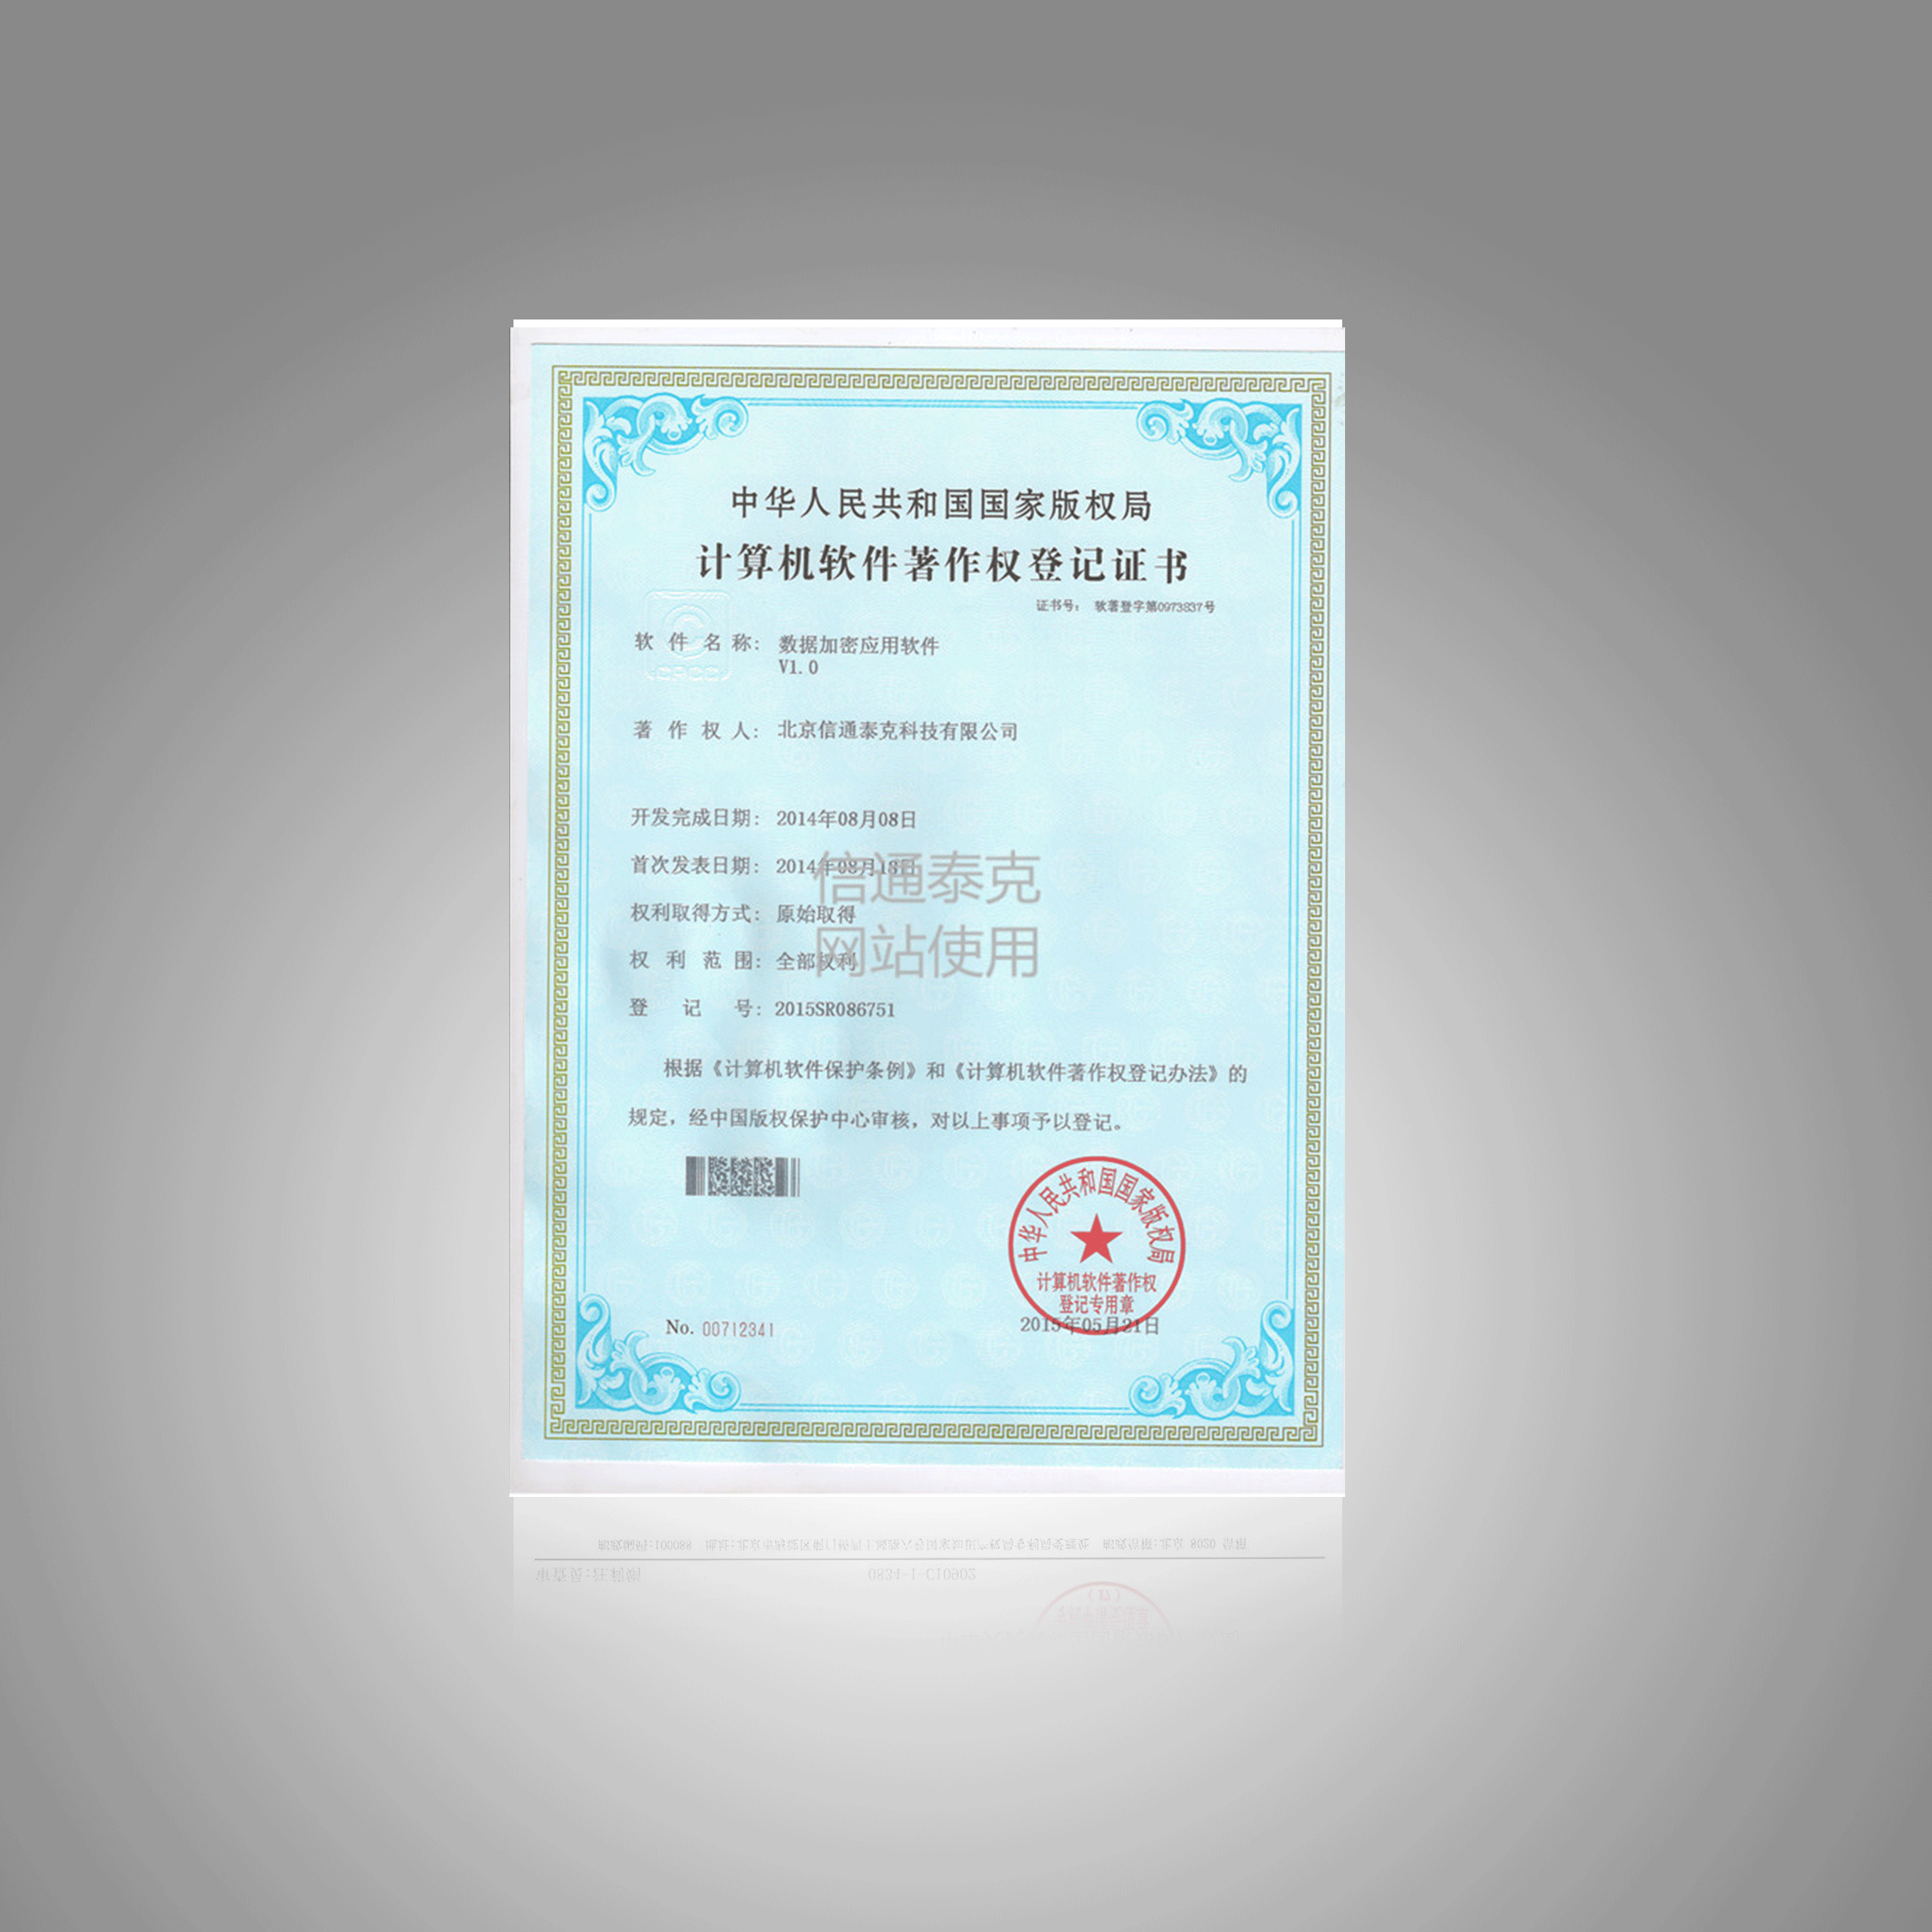 中华人民共和国国家版权局
计算机软件著作权登记证书
证书号： 软著登字第0973837号
软件名称： 数据加密应用软件
V1.0
著作权人： 北京信通泰克科技有限公司
开发完成日期： 2014年08月08日
首次发表日期： 2014年08月18日
权利取得方式： 原始取得
权利范围： 全部权利
登记号： 2015SR086751
信通泰克
网站使用
根据《计算机软件保护条例》和《计算机软件著作权登记办法》的
规定，经中国版权保护中心审核，对以上事项予以登记。
中华人民共和国国家版权局
计算机软件著作权
登记专用章
No. 00712341
2015年05月21日
CPCC